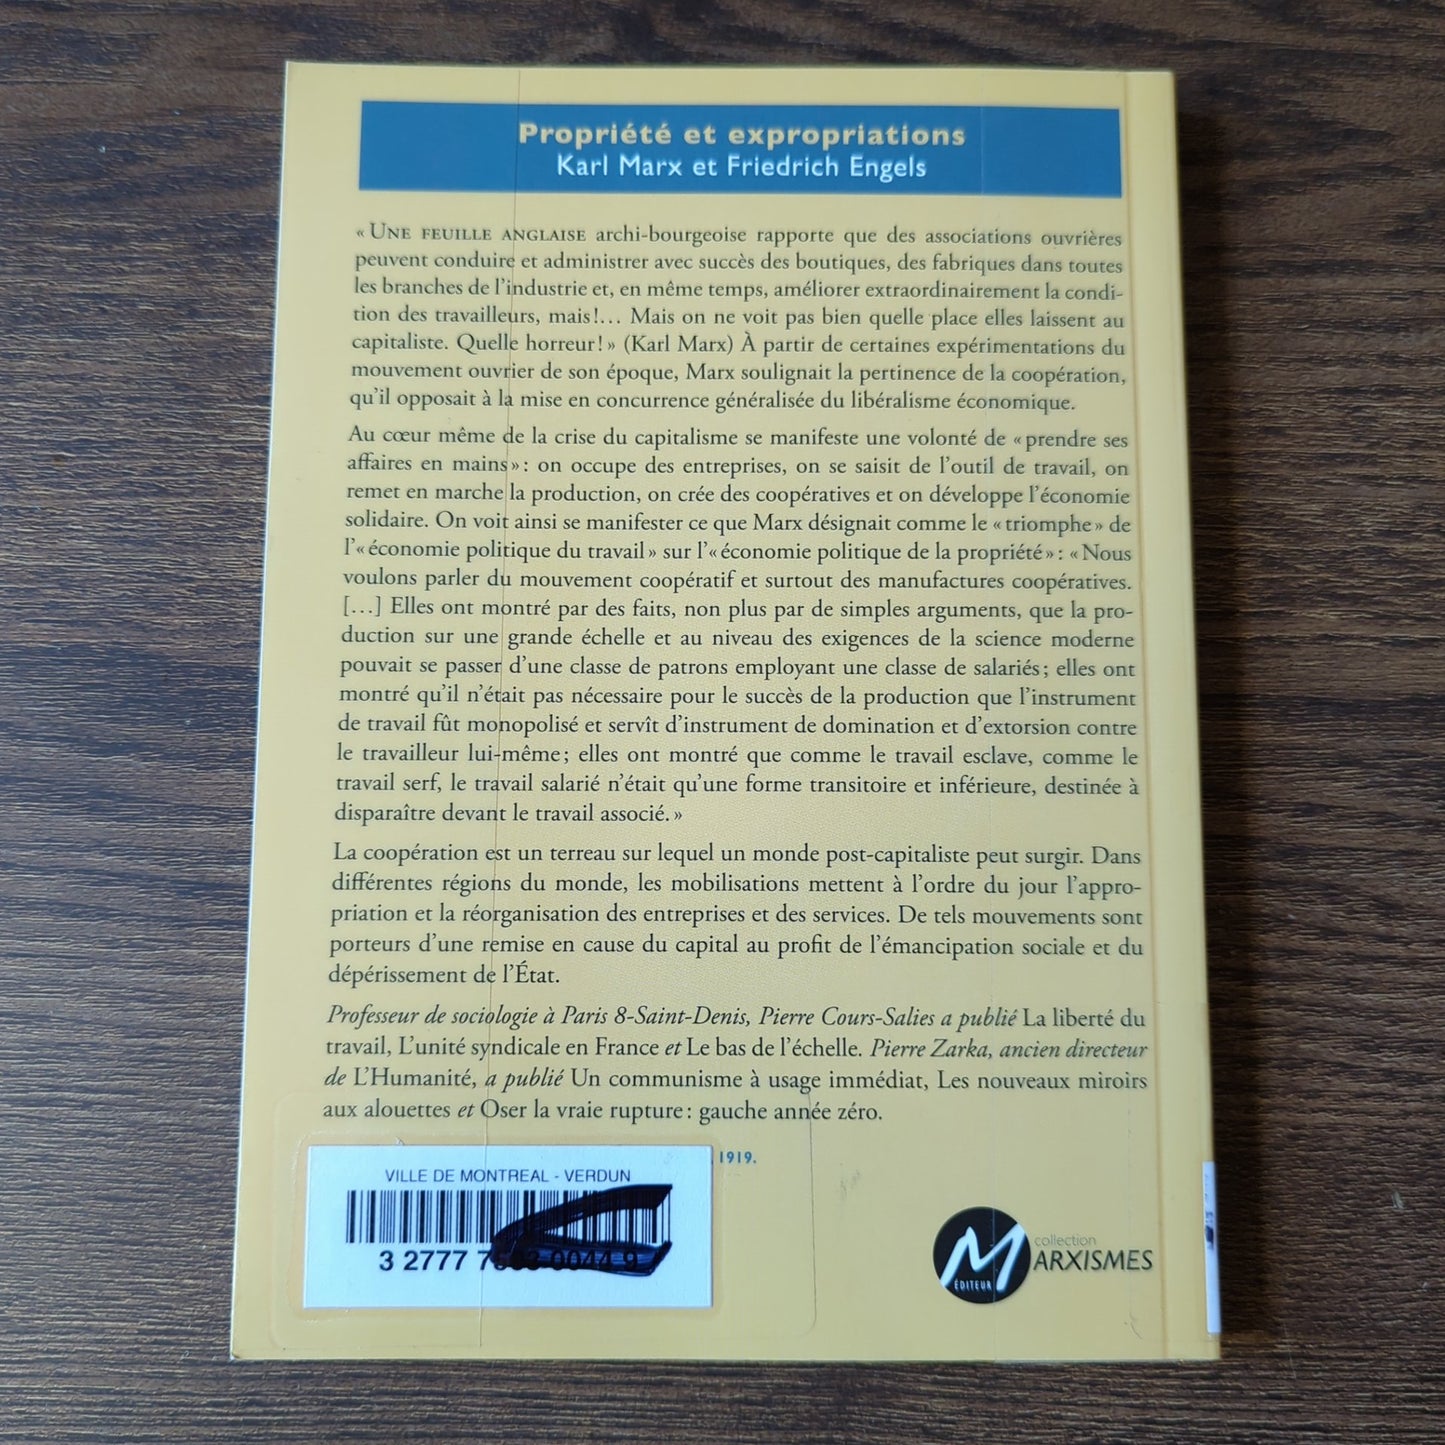 Propriété et expropriations
Karl Marx et Friedrich Engels
« UNE FEUILLE ANGLAISE archi-bourgeoise rapporte que des associations ouvrières
peuvent conduire et administrer avec succès des boutiques, des fabriques dans toutes
les branches de l'industrie et, en même temps, améliorer extraordinairement la condi-
tion des travailleurs, mais !… Mais on ne voit pas bien quelle place elles laissent au
capitaliste. Quelle horreur ! » (Karl Marx) À partir de certaines expérimentations du
mouvement ouvrier de son époque, Marx soulignait la pertinence de la coopération,
qu'il opposait à la mise en concurrence généralisée du libéralisme économique.
Au cœur même de la crise du capitalisme se manifeste une volonté de « prendre ses
affaires en mains » : on occupe des entreprises, on se saisit de l'outil de travail, on
remet en marche la production, on crée des coopératives et on développe l'économie
solidaire. On voit ainsi se manifester ce que Marx désignait comme le « triomphe » de
l'« économie politique du travail » sur l'« économie politique de la propriété » : « Nous
voulons parler du mouvement coopératif et surtout des manufactures coopératives.
[…] Elles ont montré par des faits, non plus par de simples arguments, que la pro-
duction sur une grande échelle et au niveau des exigences de la science moderne
pouvait se passer d'une classe de patrons employant une classe de salariés ; elles ont
montré qu'il n'était pas nécessaire pour le succès de la production que l'instrument
de travail fût monopolisé et servît d'instrument de domination et d'extorsion contre
le travailleur lui-même ; elles ont montré que comme le travail esclave, comme le
travail serf, le travail salarié n'était qu'une forme transitoire et inférieure, destinée à
disparaître devant le travail associé. »
La coopération est un terreau sur lequel un monde post-capitaliste peut surgir. Dans
différentes régions du monde, les mobilisations mettent à l'ordre du jour l'appro-
priation et la réorganisation des entreprises et des services. De tels mouvements sont
porteurs d'une remise en cause du capital au profit de l'émancipation sociale et du
dépérissement de l'État.
Professeur de sociologie à Paris 8-Saint-Denis, Pierre Cours-Salies a publié La liberté du
travail, L'unité syndicale en France et Le bas de l'échelle. Pierre Zarka, ancien directeur
de L'Humanité, a publié Un communisme à usage immédiat, Les nouveaux miroirs
aux alouettes et Oser la vraie rupture : gauche année zéro.
, 1919.
VILLE DE MONTREAL - VERDUN
3 2777 0044 9
M ÉDITEUR
collection
MARXISMES